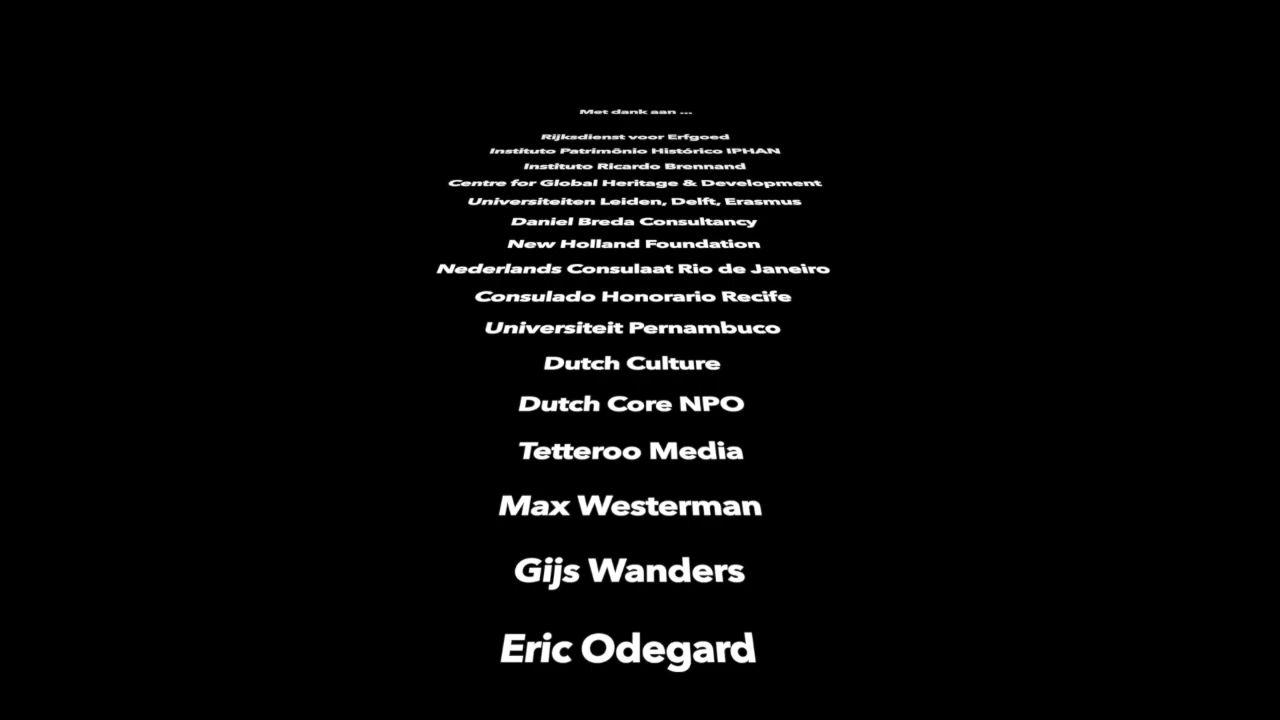 Met dank aan ...
Rijksdienst voor Erfgoed
Instituto Patrimônio Histórico IPHAN
Instituto Ricardo Brennand
Centre for Global Heritage & Development
Universiteiten Leiden, Delft, Erasmus
Daniel Breda Consultancy
New Holland Foundation
Nederlands Consulaat Rio de Janeiro
Consulado Honorario Recife
Universiteit Pernambuco
Dutch Culture
Dutch Core NPO
Tetteroo Media
Max Westerman
Gijs Wanders
Eric Odegard